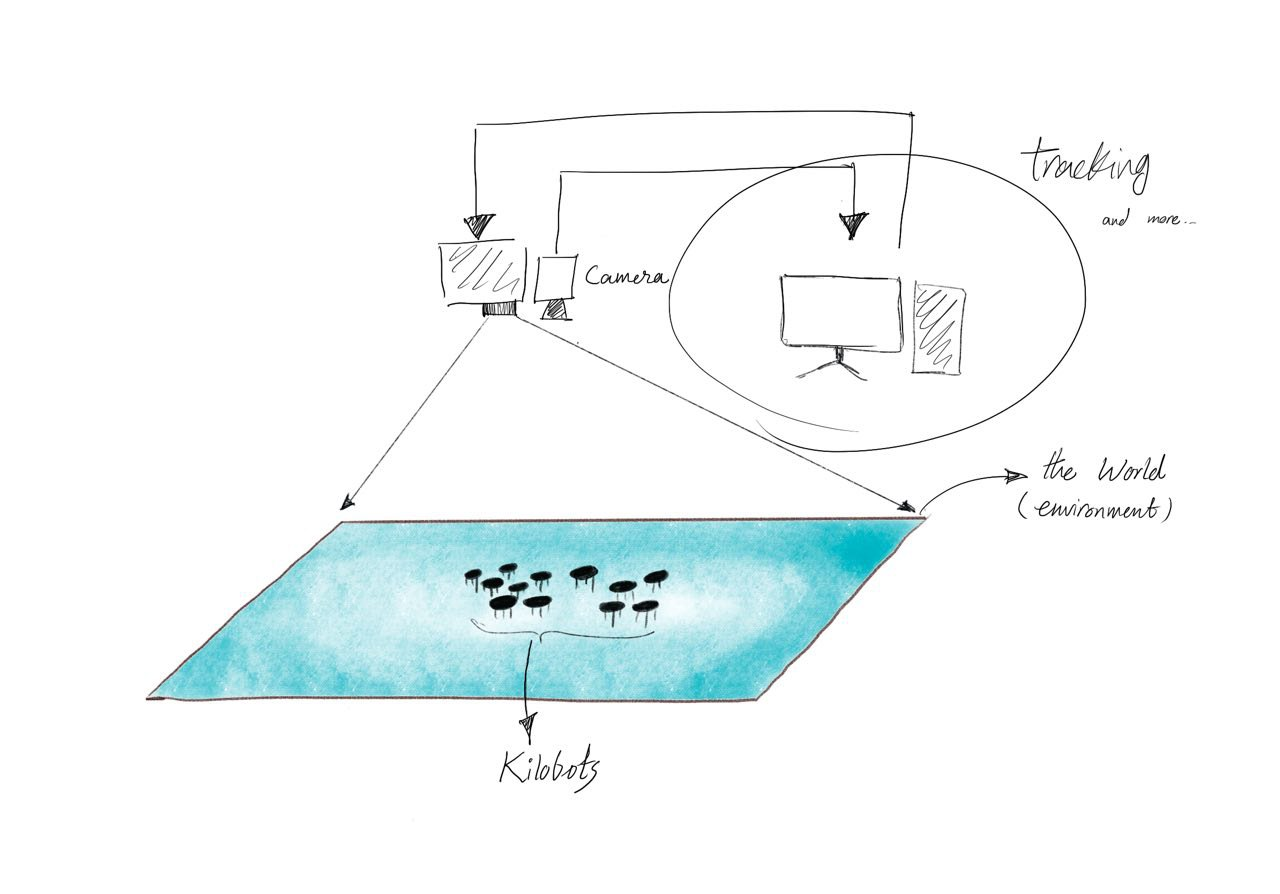 tracking
and more...
Camera
the World
(environment)
Kilobots